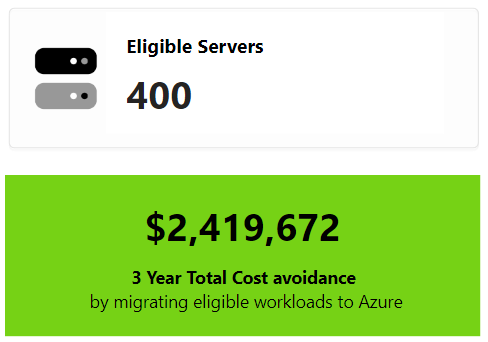 Eligible Servers
400
$2,419,672
3 Year Total Cost avoidance
by migrating eligible workloads to Azure